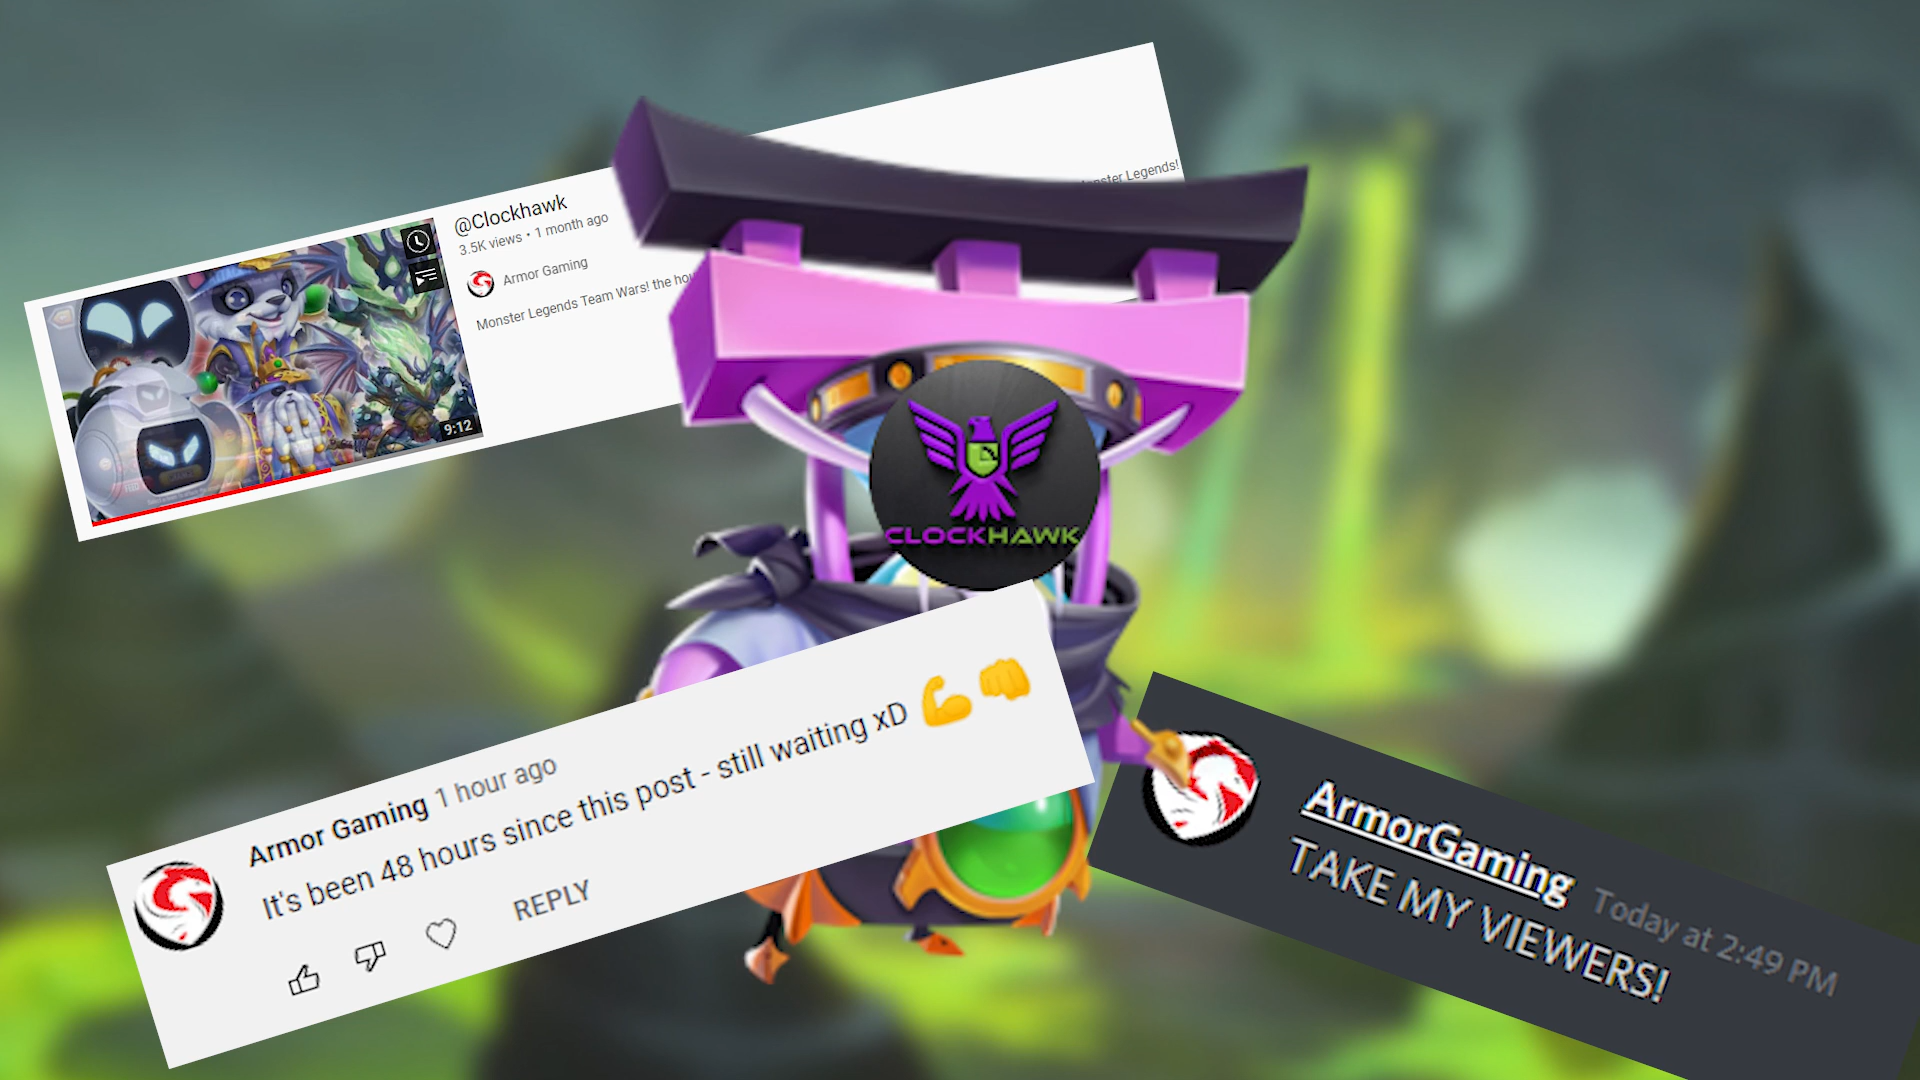 @Clockhawk
3.5K views • 1 month ago
Armor Gaming
Monster Legends Team Wars! the
Legends!
9:12
CLOCKHAWK
Armor Gaming 1 hour ago
It's been 48 hours since this post - still waiting xD 💪👊
REPLY
ArmorGaming Today at 2:49 PM
TAKE MY VIEWERS!